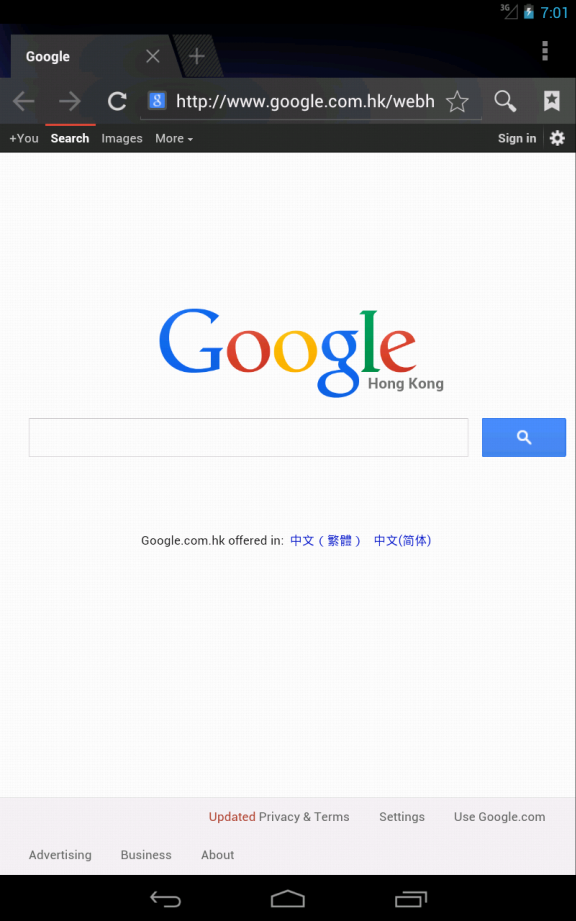 3G 7:01
Google
http://www.google.com.hk/webh
+You Search Images More Sign in
Google
Hong Kong
Google.com.hk offered in: 中文（繁體） 中文(简体)
Updated Privacy & Terms Settings Use Google.com
Advertising Business About